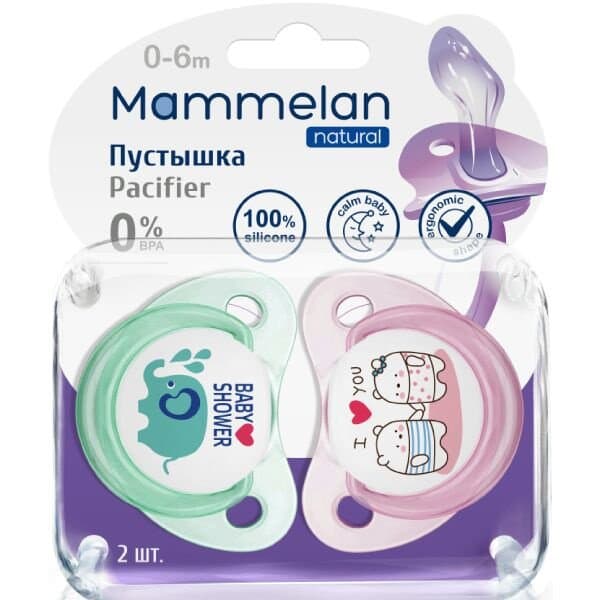 0-6m
Mammelan
natural
Пустышка
Pacifier
0%
BPA
100%
silicone
calm baby
ergonomic
shape
BABY
SHOWER
I ❤ YOU
2 шт.